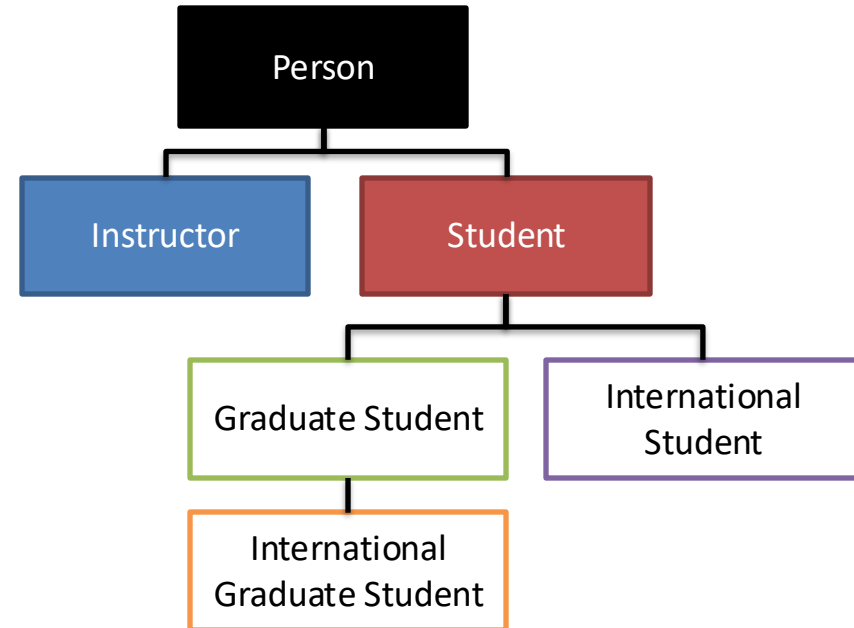 Person
Instructor
Student
Graduate Student
International
Student
International
Graduate Student